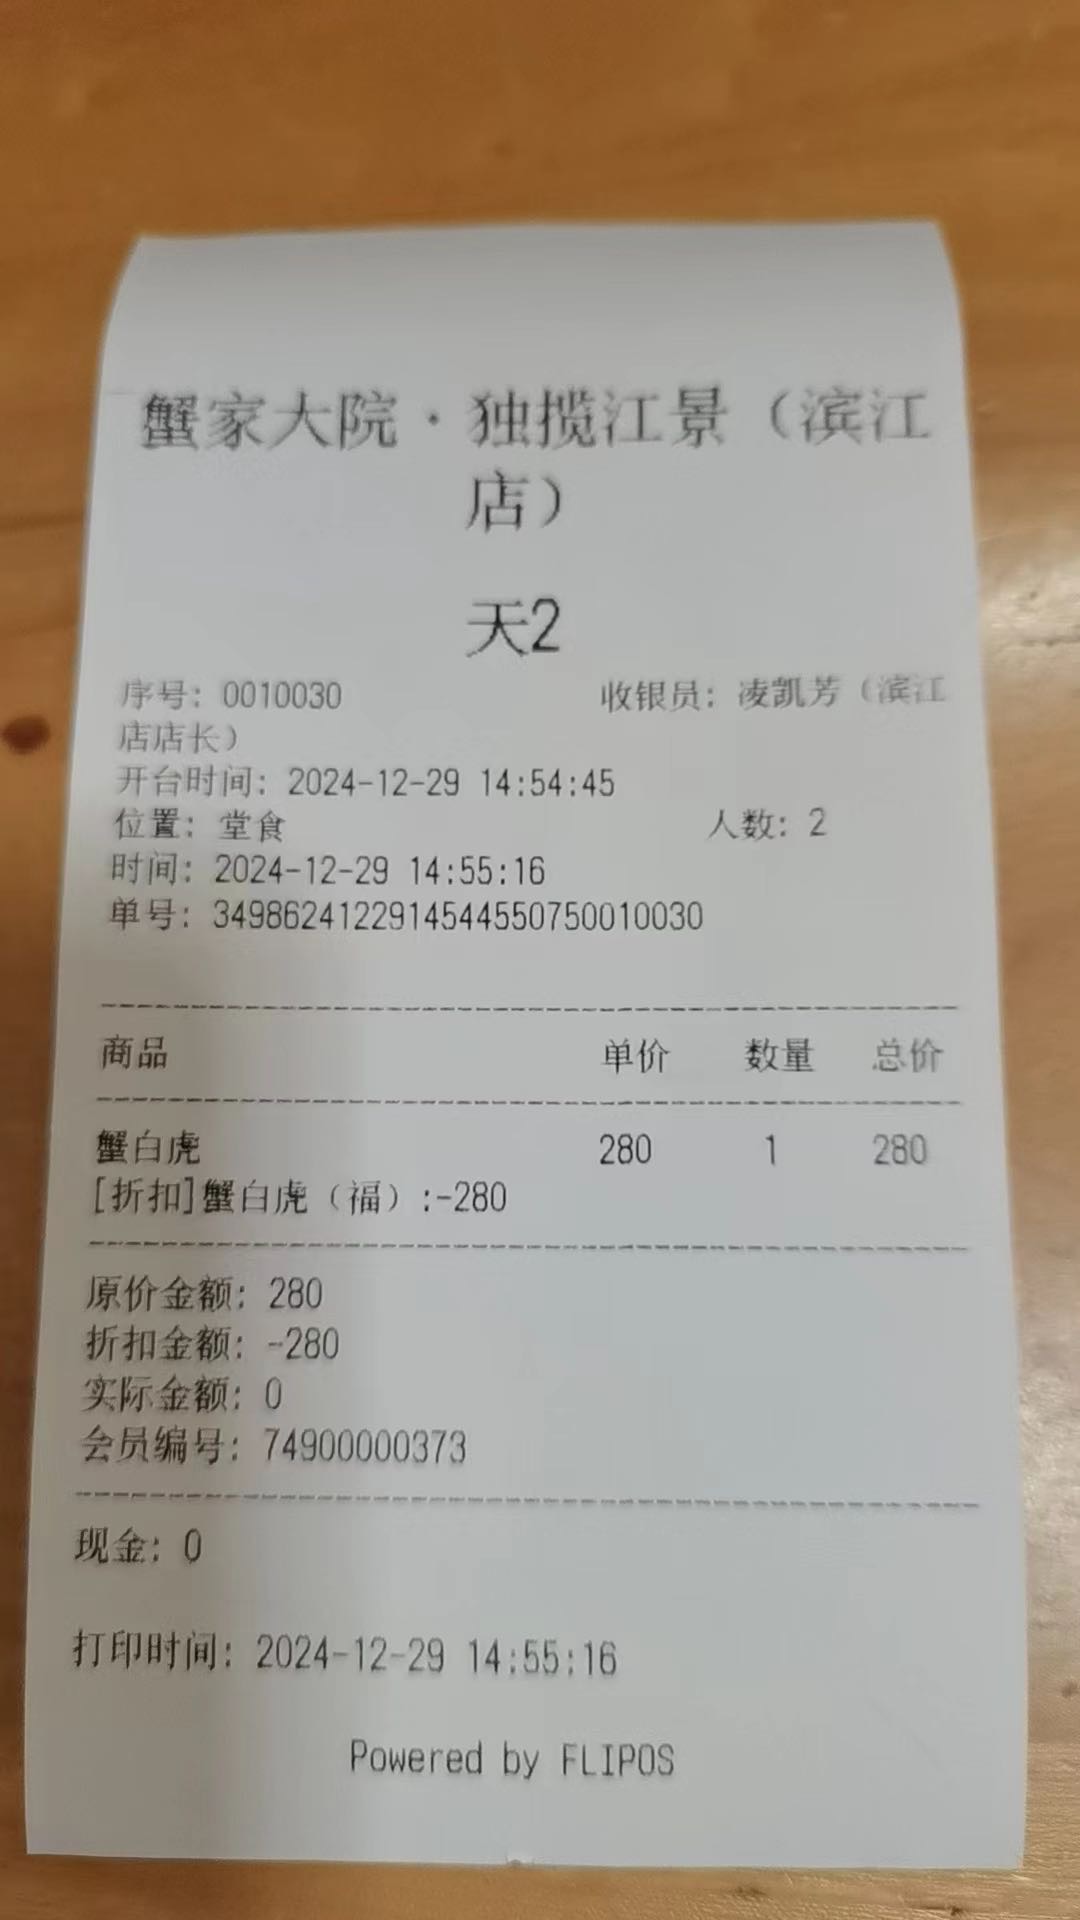 蟹家大院·独揽江景（滨江
店）
天2
序号: 0010030 收银员: 凌凯芳（滨江
店店长）
开台时间: 2024-12-29 14:54:45
位置: 堂食 人数: 2
时间: 2024-12-29 14:55:16
单号: 3498624122914544550750010030
商品 单价 数量 总价
蟹白虎 280 1 280
[折扣]蟹白虎（福）:-280
原价金额: 280
折扣金额: -280
实际金额: 0
会员编号: 74900000373
现金: 0
打印时间: 2024-12-29 14:55:16
Powered by FLIPOS